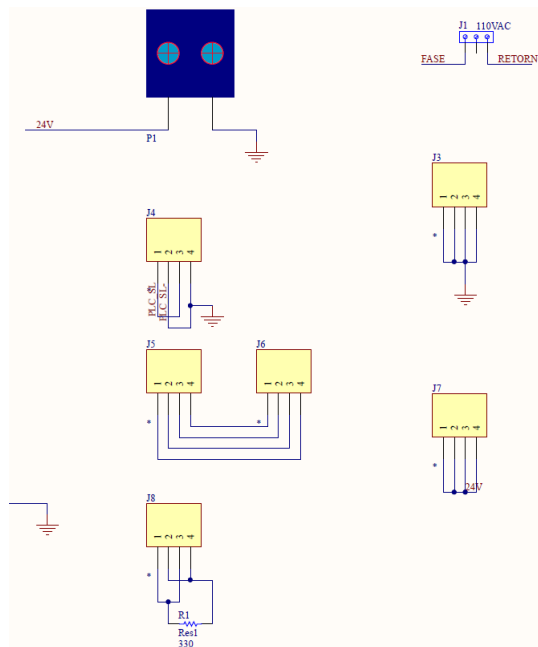 J1 110VAC
FASE RETORN
24V
P1
J3
1 2 3 4
*
J4
1 2 3 4
*
PLC_SL
PLC_SL-
J5
1 2 3 4
*
J6
1 2 3 4
*
J7
1 2 3 4
*
24V
J8
1 2 3 4
*
R1
Res1
330